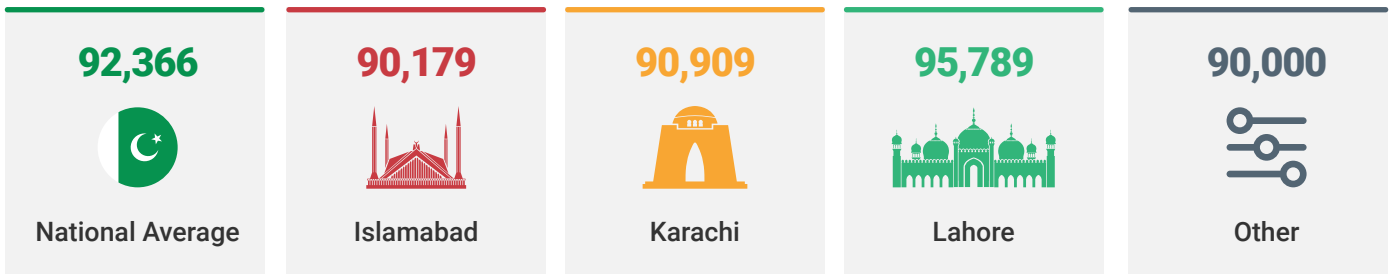 92,366
National Average
90,179
Islamabad
90,909
Karachi
95,789
Lahore
90,000
Other